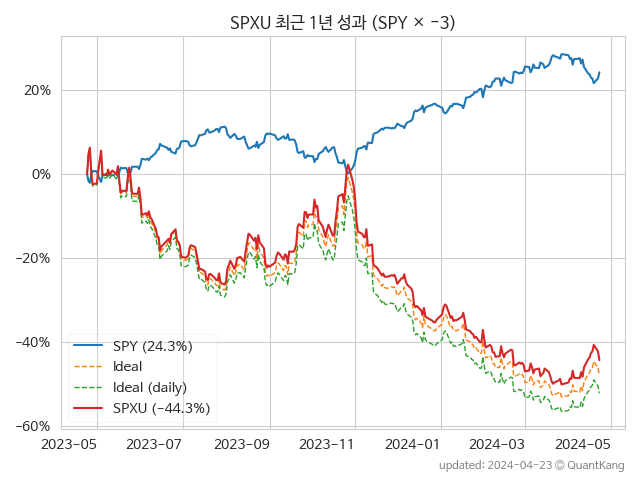 SPXU 최근 1년 성과 (SPY × −3)
20%
0%
−20%
−40%
−60%
SPY (24.3%)
Ideal
Ideal (daily)
SPXU (−44.3%)
2023−05 2023−07 2023−09 2023−11 2024−01 2024−03 2024−05
updated: 2024−04−23 © QuantKang